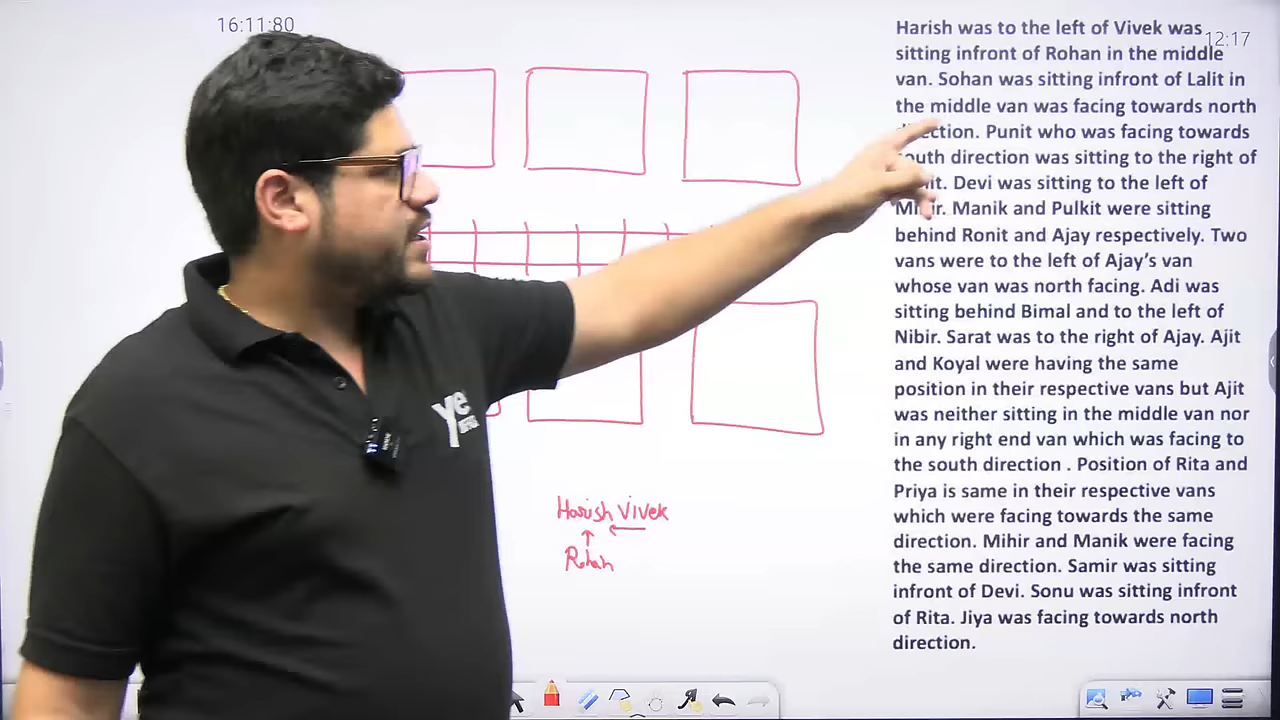 16:11:80
12:17
Harish was to the left of Vivek was
sitting infront of Rohan in the middle
van. Sohan was sitting infront of Lalit in
the middle van was facing towards north
direction. Punit who was facing towards
south direction was sitting to the right of
Devi was sitting to the left of
Mihir. Manik and Pulkit were sitting
behind Ronit and Ajay respectively. Two
vans were to the left of Ajay's van
whose van was north facing. Adi was
sitting behind Bimal and to the left of
Nibir. Sarat was to the right of Ajay. Ajit
and Koyal were having the same
position in their respective vans but Ajit
was neither sitting in the middle van nor
in any right end van which was facing to
the south direction . Position of Rita and
Priya is same in their respective vans
which were facing towards the same
direction. Mihir and Manik were facing
the same direction. Samir was sitting
infront of Devi. Sonu was sitting infront
of Rita. Jiya was facing towards north
direction.
Harish Vivek
Rohan
Ye